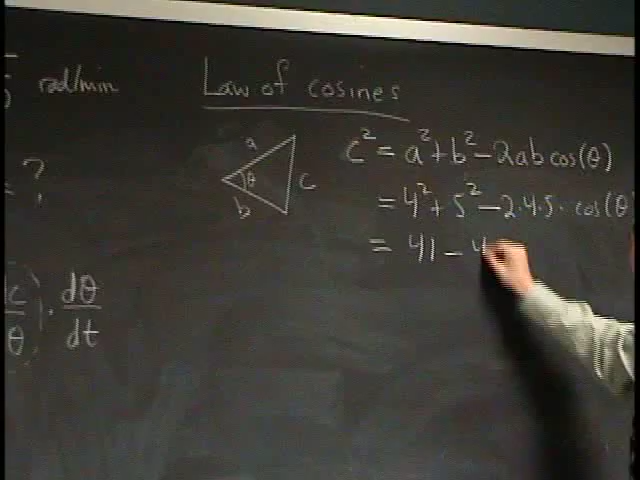 rad/min
= ?
θ
· dθ
dt
Law of cosines
a
θ
b
c
c² = a² + b² - 2ab cos(θ)
= 4² + 5² - 2·4·5· cos(θ
= 41 - 4